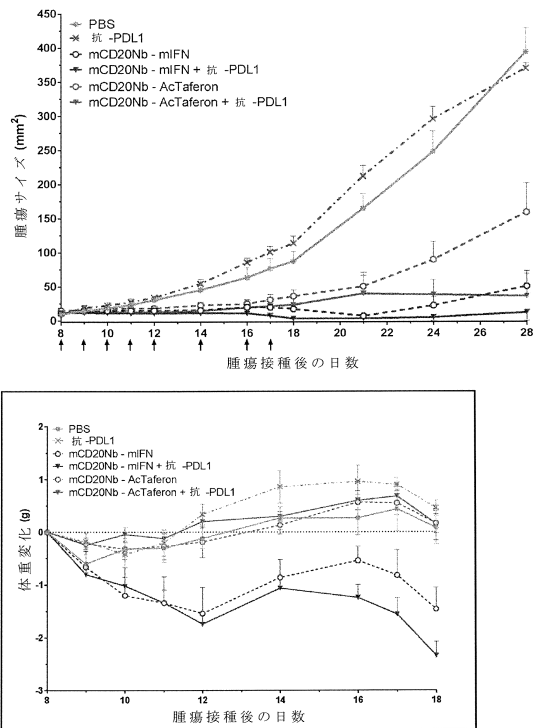 450
400
350
300
250
200
150
100
50
0
腫瘍サイズ (mm²)
PBS
抗 -PDL1
mCD20Nb - mIFN
mCD20Nb - mIFN + 抗 -PDL1
mCD20Nb - AcTaferon
mCD20Nb - AcTaferon + 抗 -PDL1
8 10 12 14 16 18 20 22 24 26 28
腫瘍接種後の日数
2
1
0
-1
-2
-3
体重変化 (g)
PBS
抗 -PDL1
mCD20Nb - mIFN
mCD20Nb - mIFN + 抗 -PDL1
mCD20Nb - AcTaferon
mCD20Nb - AcTaferon + 抗 -PDL1
8 10 12 14 16 18
腫瘍接種後の日数